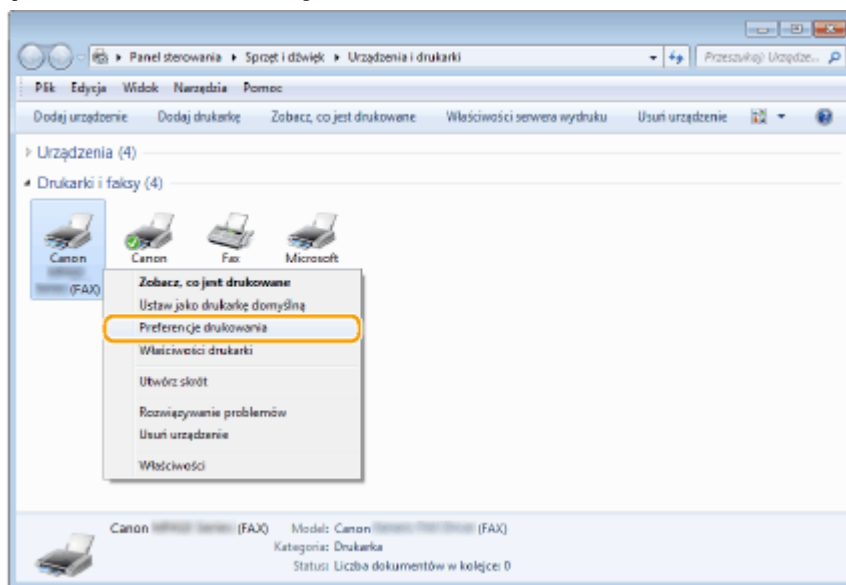 Panel sterowania ▸ Sprzęt i dźwięk ▸ Urządzenia i drukarki
Przeszukaj: Urządze...
Plik Edycja Widok Narzędzia Pomoc
Dodaj urządzenie Dodaj drukarkę Zobacz, co jest drukowane Właściwości serwera wydruku Usuń urządzenie
Urządzenia (4)
Drukarki i faksy (4)
Canon Canon Fax Microsoft
(FAX)
Zobacz, co jest drukowane
Ustaw jako drukarkę domyślną
Preferencje drukowania
Właściwości drukarki
Utwórz skrót
Rozwiązywanie problemów
Usuń urządzenie
Właściwości
Canon (FAX) Model: Canon (FAX)
Kategoria: Drukarka
Status: Liczba dokumentów w kolejce: 0